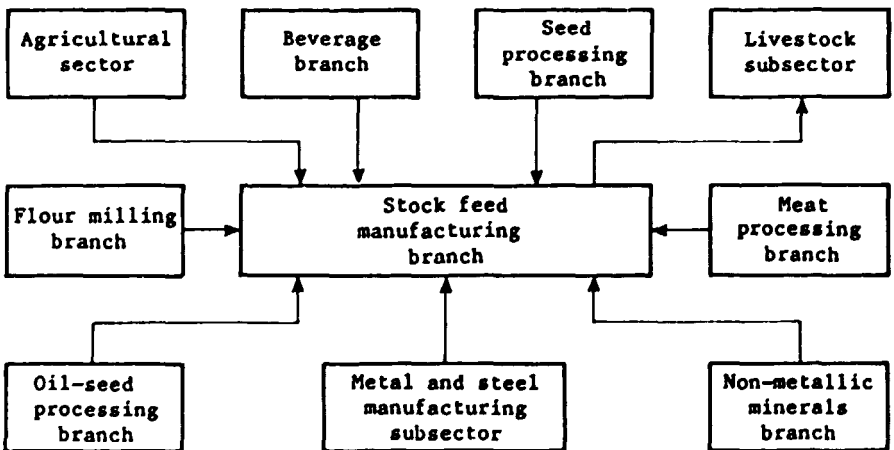 Agricultural
sector
Beverage
branch
Seed
processing
branch
Livestock
subsector
Flour milling
branch
Stock feed
manufacturing
branch
Meat
processing
branch
Oil-seed
processing
branch
Metal and steel
manufacturing
subsector
Non-metallic
minerals
branch